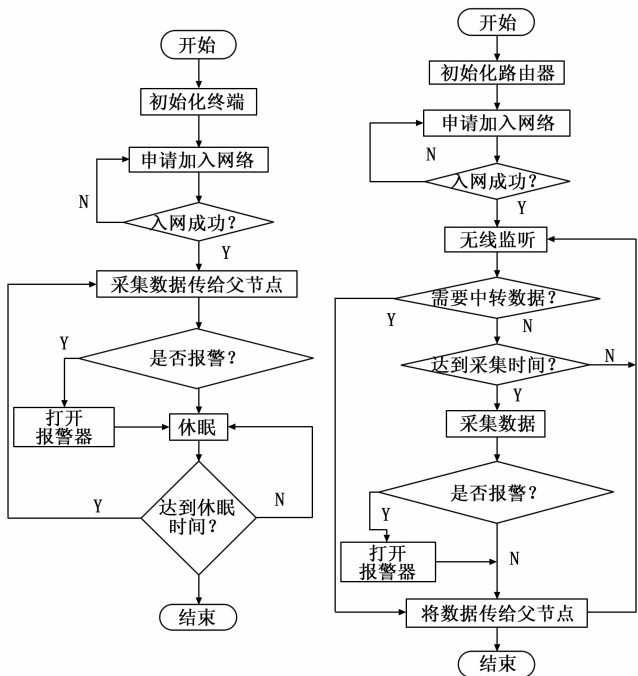 开始
初始化终端
申请加入网络
N
入网成功？
Y
采集数据传给父节点
Y
是否报警？
打开
报警器
休眠
Y
达到休眠
时间？
N
结束
开始
初始化路由器
申请加入网络
N
入网成功？
Y
无线监听
需要中转数据？
Y
N
达到采集时间？
N
Y
采集数据
是否报警？
Y
打开
报警器
N
将数据传给父节点
结束